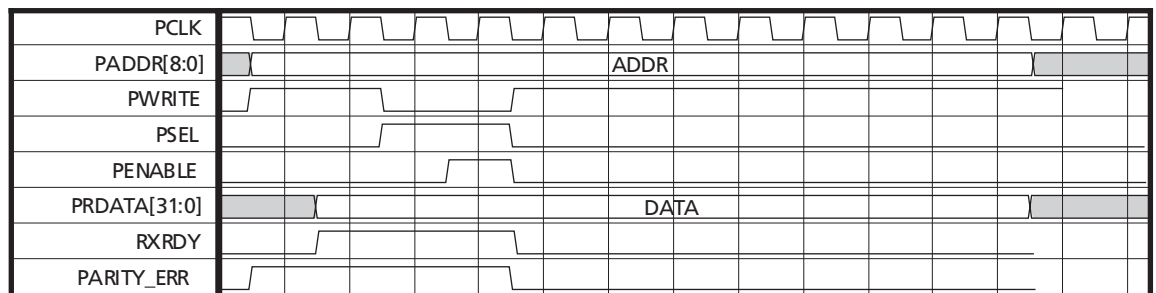 PCLK
PADDR[8:0] ADDR
PWRITE
PSEL
PENABLE
PRDATA[31:0] DATA
RXRDY
PARITY_ERR